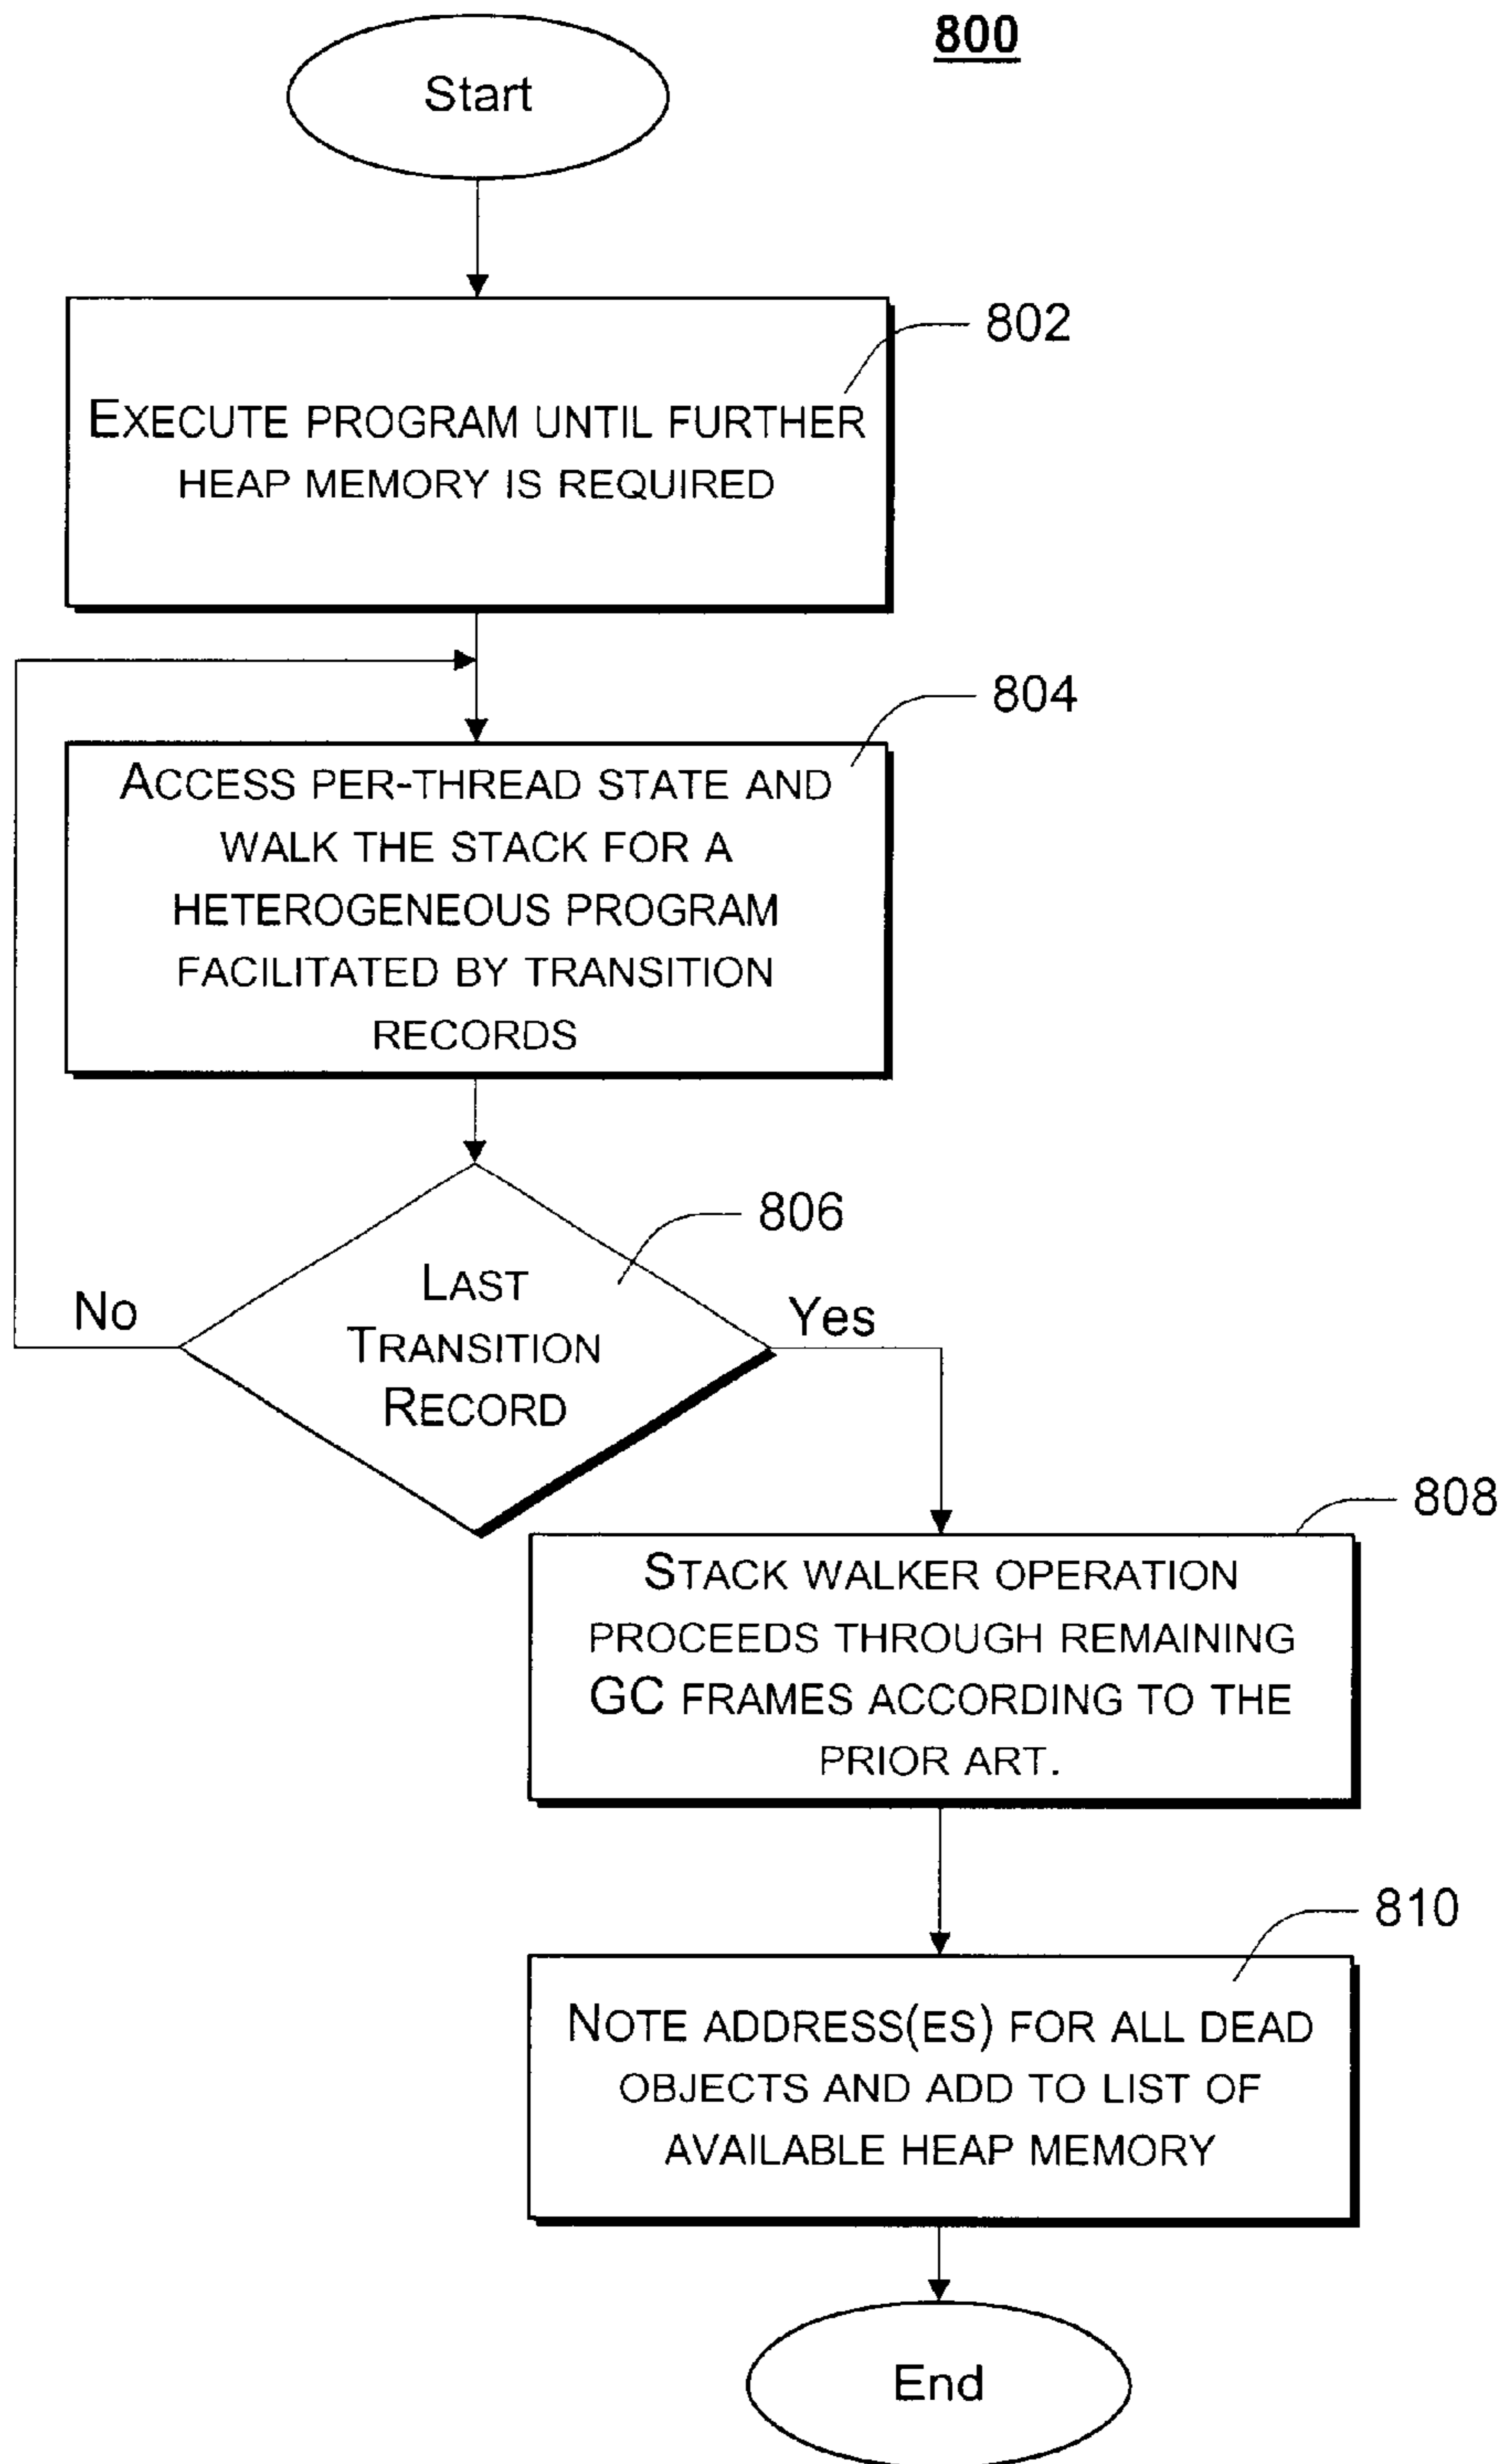 800
Start
802
EXECUTE PROGRAM UNTIL FURTHER
HEAP MEMORY IS REQUIRED
804
ACCESS PER-THREAD STATE AND
WALK THE STACK FOR A
HETEROGENEOUS PROGRAM
FACILITATED BY TRANSITION
RECORDS
806
LAST
TRANSITION
RECORD
No
Yes
808
STACK WALKER OPERATION
PROCEEDS THROUGH REMAINING
GC FRAMES ACCORDING TO THE
PRIOR ART.
810
NOTE ADDRESS(ES) FOR ALL DEAD
OBJECTS AND ADD TO LIST OF
AVAILABLE HEAP MEMORY
End